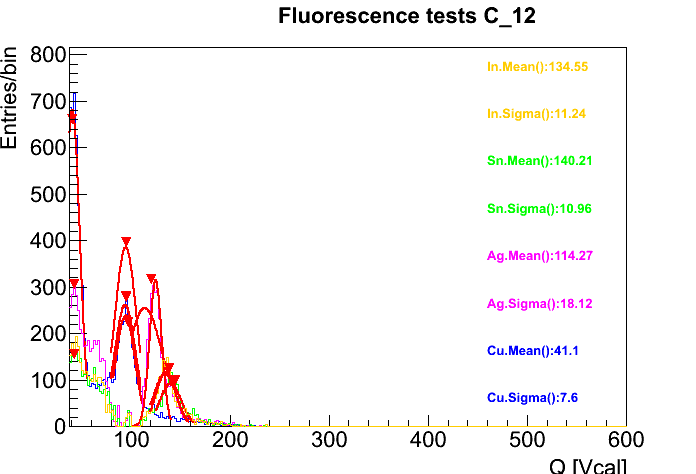 Fluorescence tests C_12
Entries/bin
800
700
600
500
400
300
200
100
0
In.Mean():134.55
In.Sigma():11.24
Sn.Mean():140.21
Sn.Sigma():10.96
Ag.Mean():114.27
Ag.Sigma():18.12
Cu.Mean():41.1
Cu.Sigma():7.6
100 200 300 400 500 600
Q [Vcal]